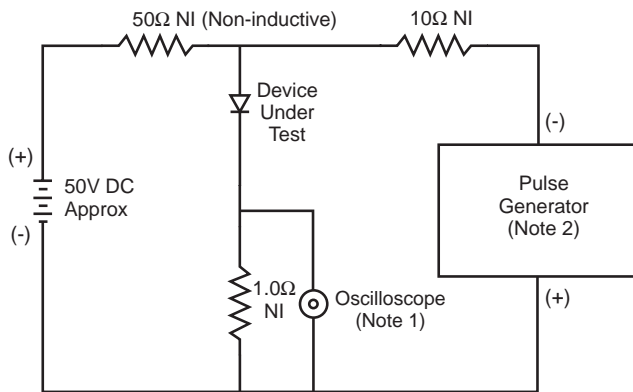 50Ω NI (Non-inductive)
10Ω NI
Device
Under
Test
(-)
(+)
50V DC
Approx
(-)
Pulse
Generator
(Note 2)
1.0Ω
NI
Oscilloscope
(Note 1)
(+)